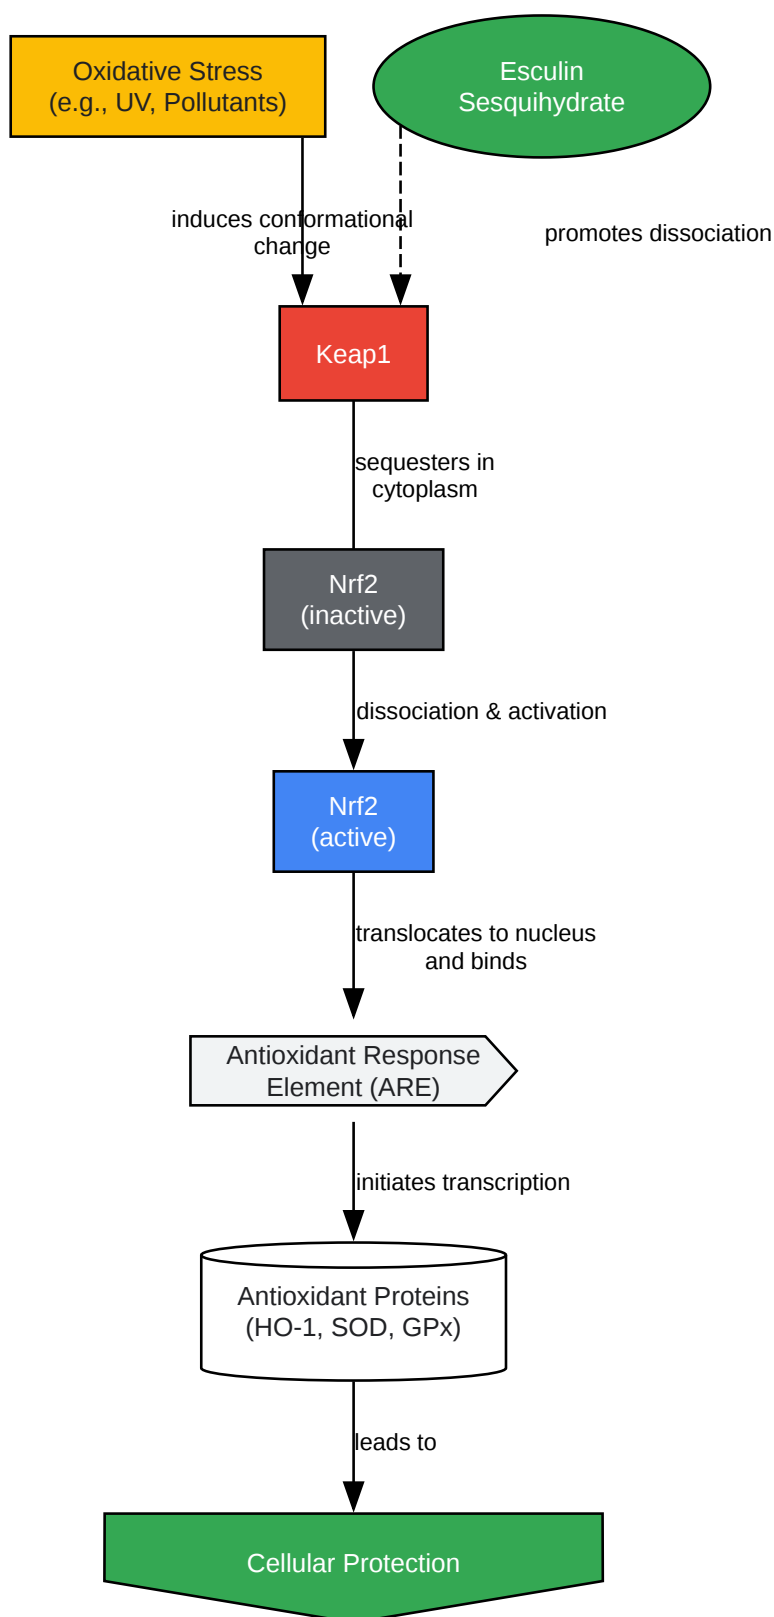 Oxidative Stress
(e.g., UV, Pollutants)
Esculin
Sesquihydrate
induces conformational
change
promotes dissociation
Keap1
sequesters in
cytoplasm
Nrf2
(inactive)
dissociation & activation
Nrf2
(active)
translocates to nucleus
and binds
Antioxidant Response
Element (ARE)
initiates transcription
Antioxidant Proteins
(HO-1, SOD, GPx)
leads to
Cellular Protection